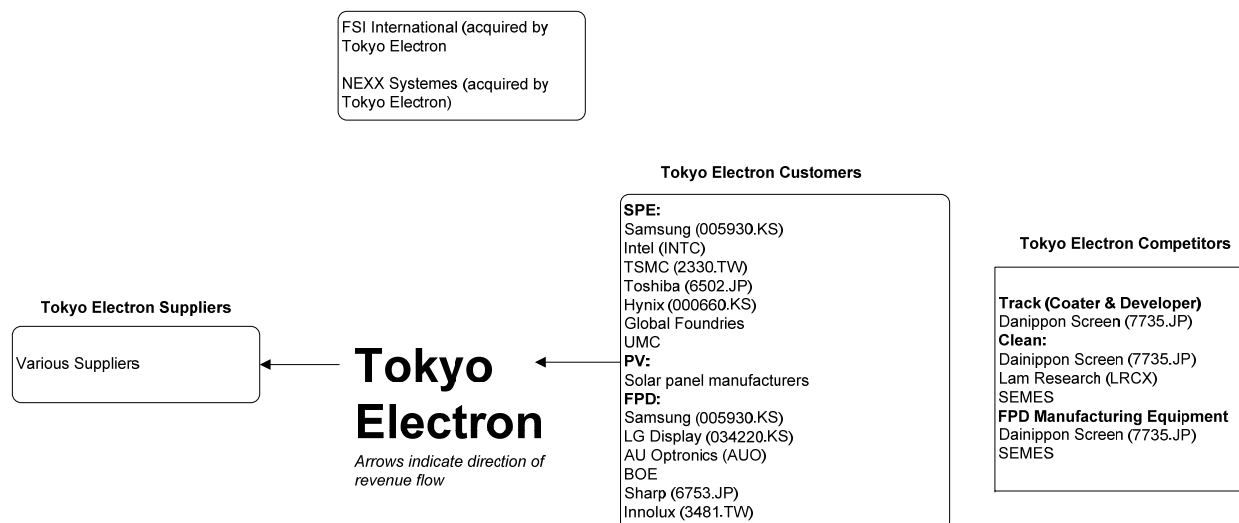 FSI International (acquired by
Tokyo Electron
NEXX Systemes (acquired by
Tokyo Electron)
Tokyo Electron Customers
SPE:
Samsung (005930.KS)
Intel (INTC)
TSMC (2330.TW)
Toshiba (6502.JP)
Hynix (000660.KS)
Global Foundries
UMC
PV:
Solar panel manufacturers
FPD:
Samsung (005930.KS)
LG Display (034220.KS)
AU Optronics (AUO)
BOE
Sharp (6753.JP)
Innolux (3481.TW)
Tokyo Electron Competitors
Track (Coater & Developer)
Danippon Screen (7735.JP)
Clean:
Dainippon Screen (7735.JP)
Lam Research (LRCX)
SEMES
FPD Manufacturing Equipment
Dainippon Screen (7735.JP)
SEMES
Tokyo Electron Suppliers
Various Suppliers
Tokyo
Electron
Arrows indicate direction of
revenue flow